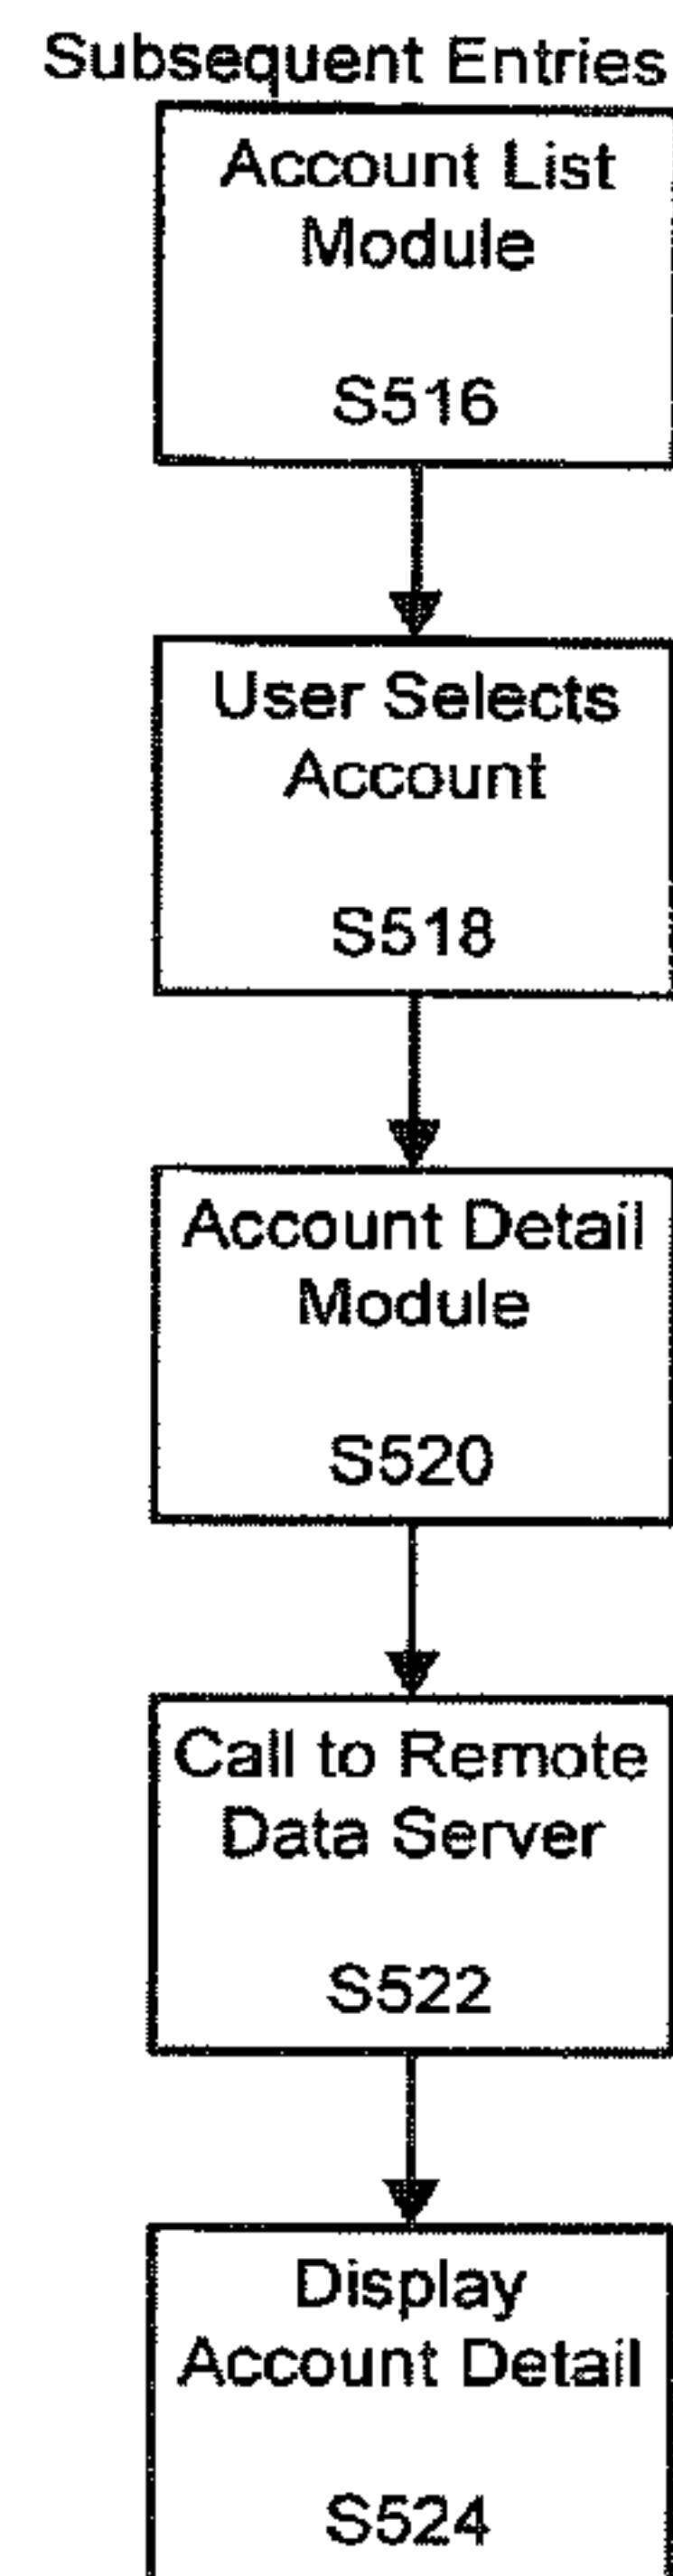 Subsequent Entries
Account List
Module
S516
User Selects
Account
S518
Account Detail
Module
S520
Call to Remote
Data Server
S522
Display
Account Detail
S524